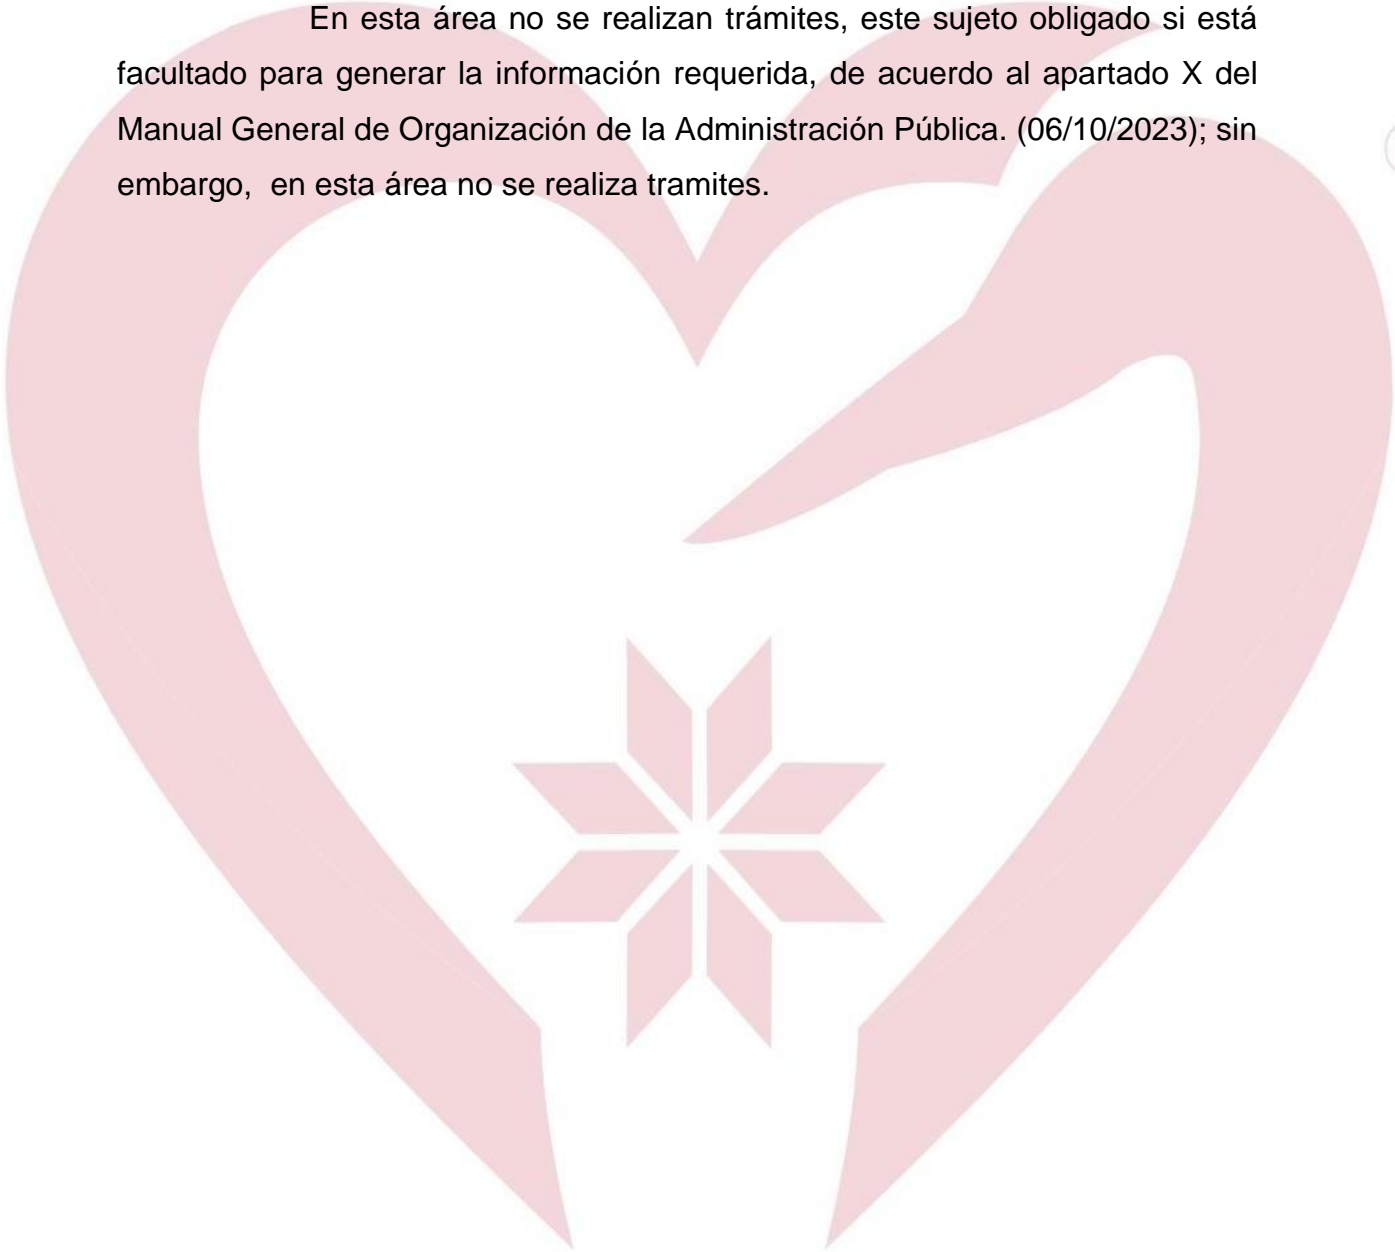 En esta área no se realizan trámites, este sujeto obligado si está
facultado para generar la información requerida, de acuerdo al apartado X del
Manual General de Organización de la Administración Pública. (06/10/2023); sin
embargo,  en esta área no se realiza tramites.